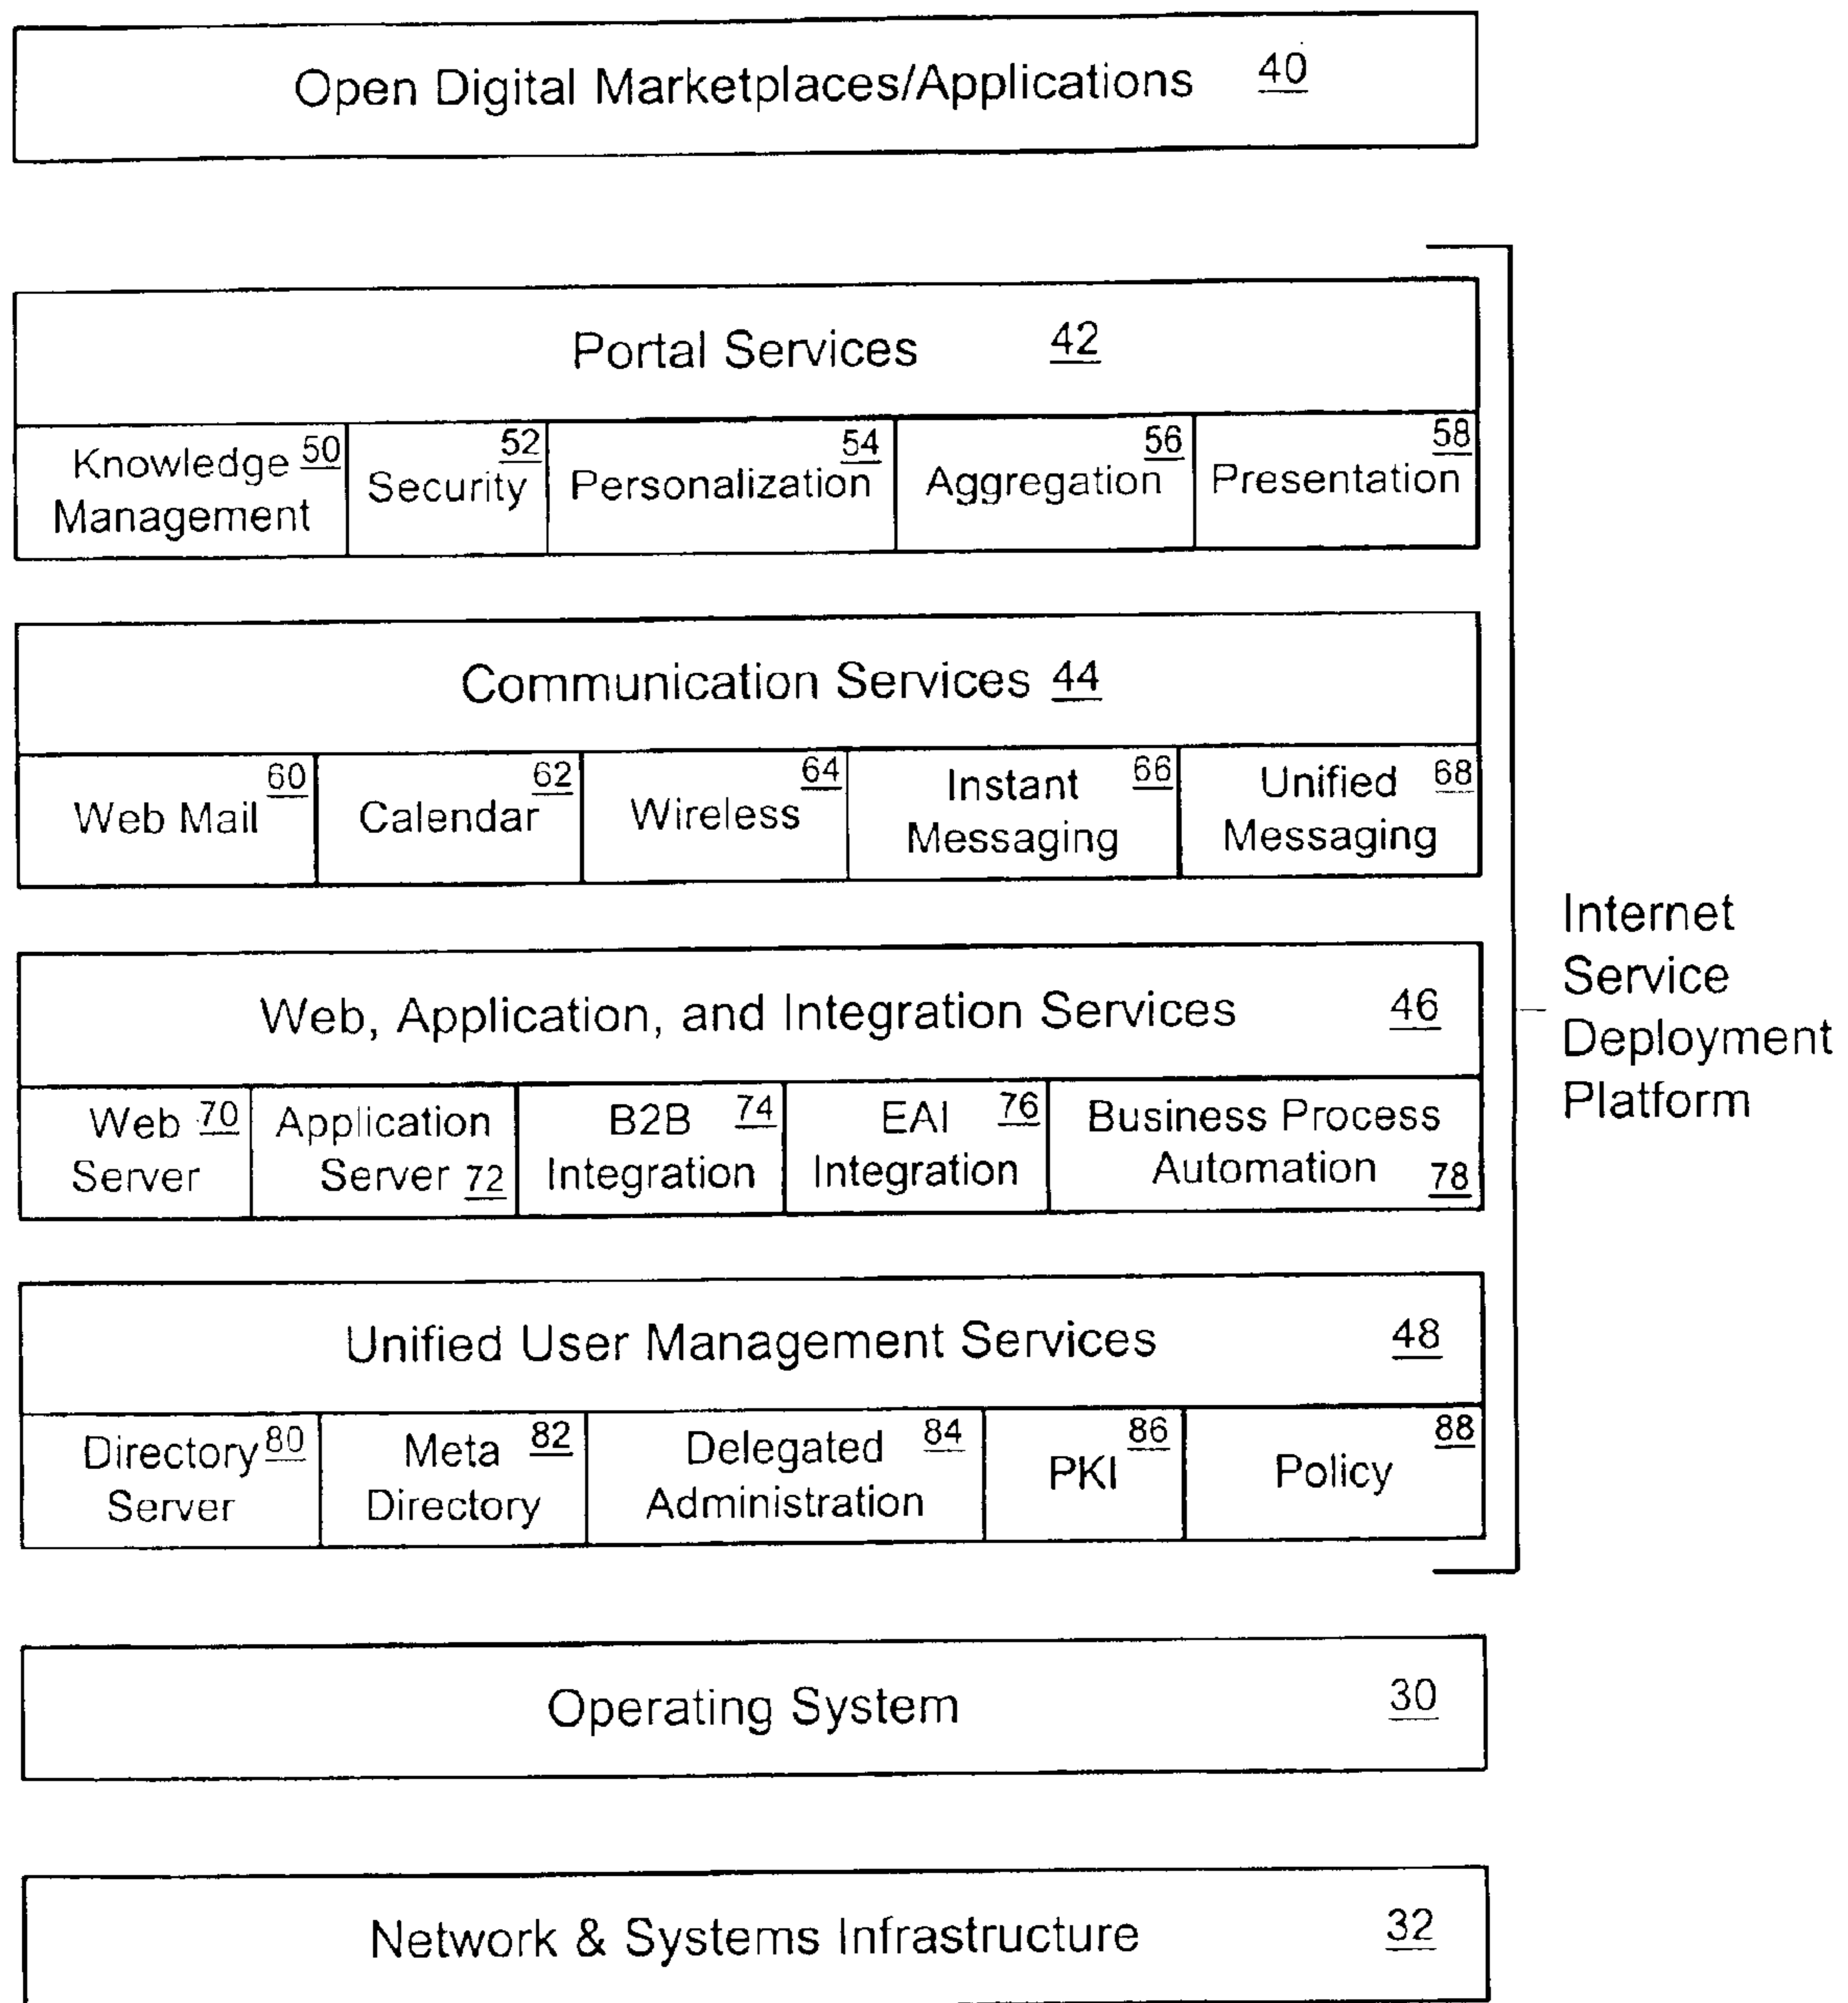 Open Digital Marketplaces/Applications 40
Portal Services 42
Knowledge 50
Management
Security 52
Personalization 54
Aggregation 56
Presentation 58
Communication Services 44
Web Mail 60
Calendar 62
Wireless 64
Instant 66
Messaging
Unified 68
Messaging
Internet
Service
Deployment
Platform
Web, Application, and Integration Services 46
Web 70
Server
Application
Server 72
B2B 74
Integration
EAI 76
Integration
Business Process
Automation 78
Unified User Management Services 48
Directory 80
Server
Meta 82
Directory
Delegated 84
Administration
PKI 86
Policy 88
Operating System 30
Network & Systems Infrastructure 32